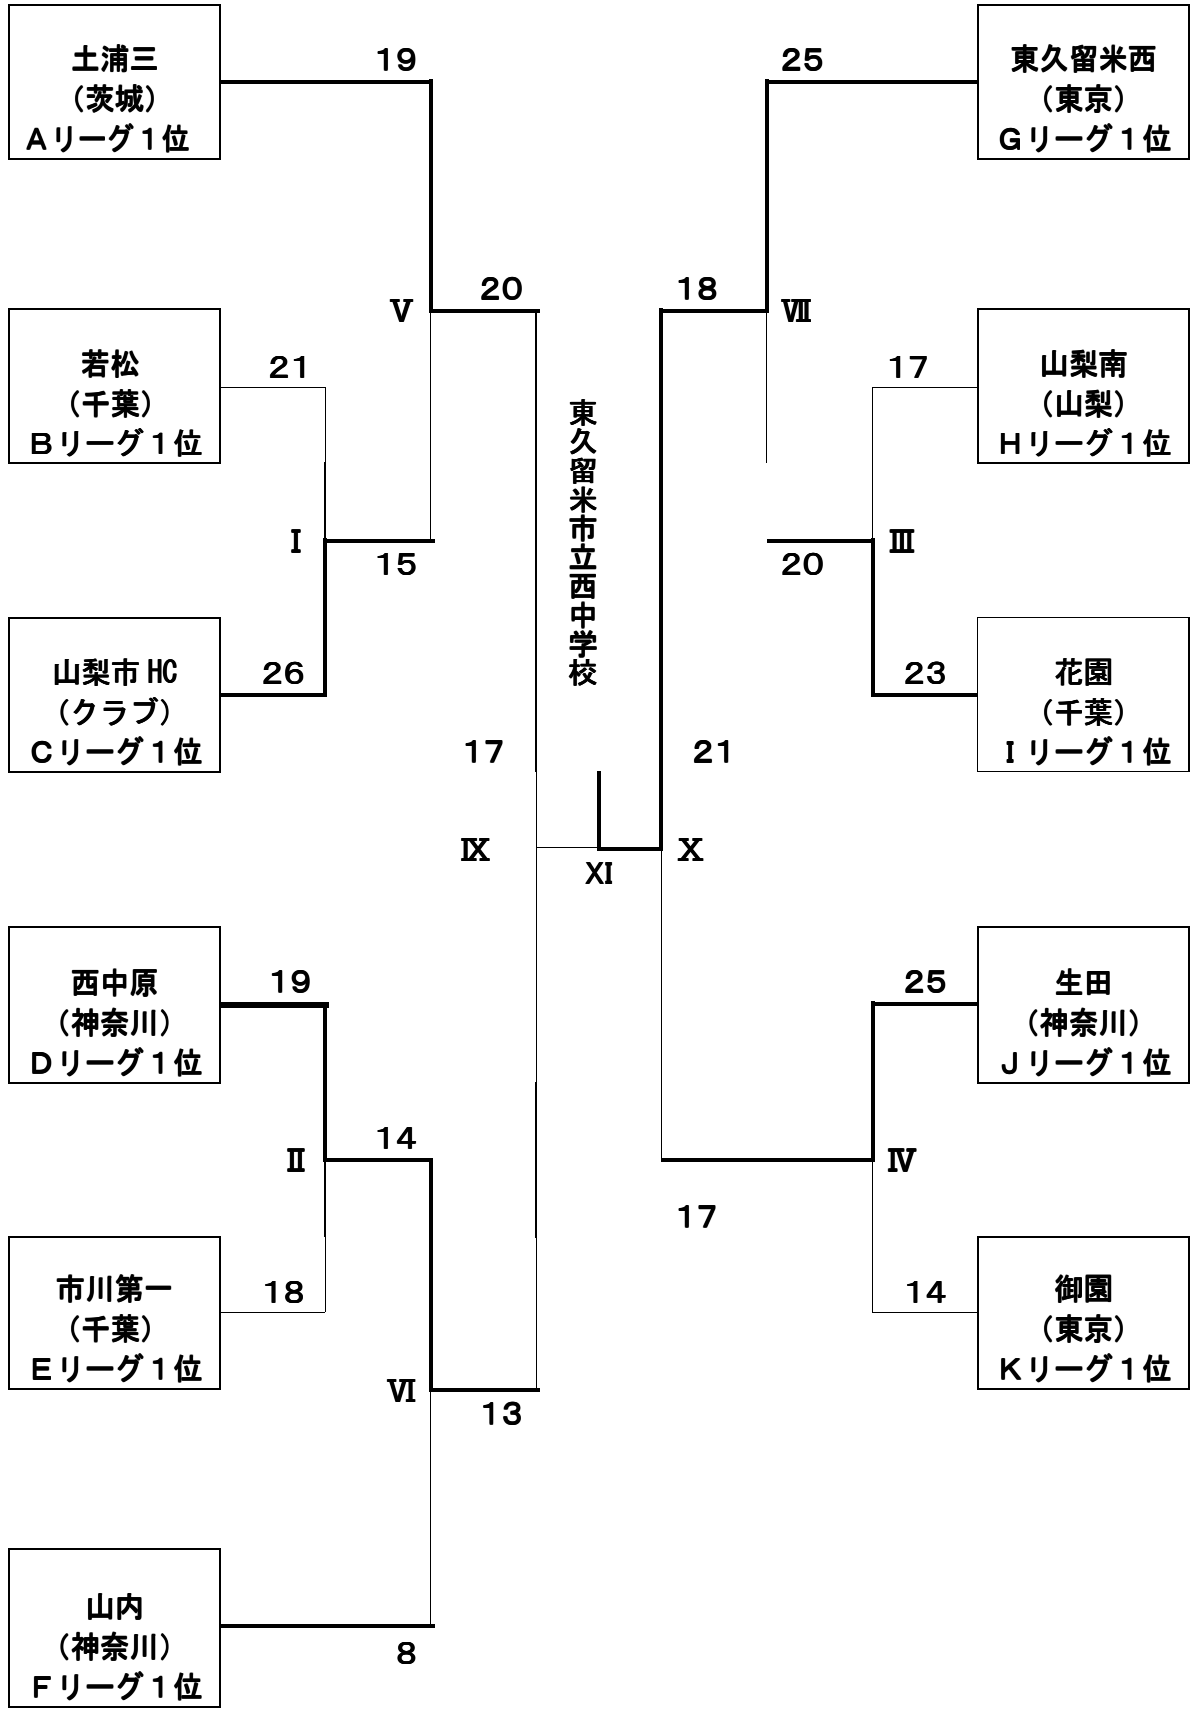 土浦三
（茨城）
Ａリーグ１位
19
25
東久留米西
（東京）
Ｇリーグ１位
20
18
Ⅴ
Ⅶ
若松
（千葉）
Ｂリーグ１位
21
17
山梨南
（山梨）
Ｈリーグ１位
東久留米市立西中学校
Ⅰ
15
20
Ⅲ
山梨市 HC
（クラブ）
Ｃリーグ１位
26
23
花園
（千葉）
Ｉリーグ１位
17
21
Ⅸ
XI
Ⅹ
西中原
（神奈川）
Ｄリーグ１位
19
25
生田
（神奈川）
Ｊリーグ１位
Ⅱ
14
Ⅳ
17
市川第一
（千葉）
Ｅリーグ１位
18
14
御園
（東京）
Ｋリーグ１位
Ⅵ
13
山内
（神奈川）
Ｆリーグ１位
8